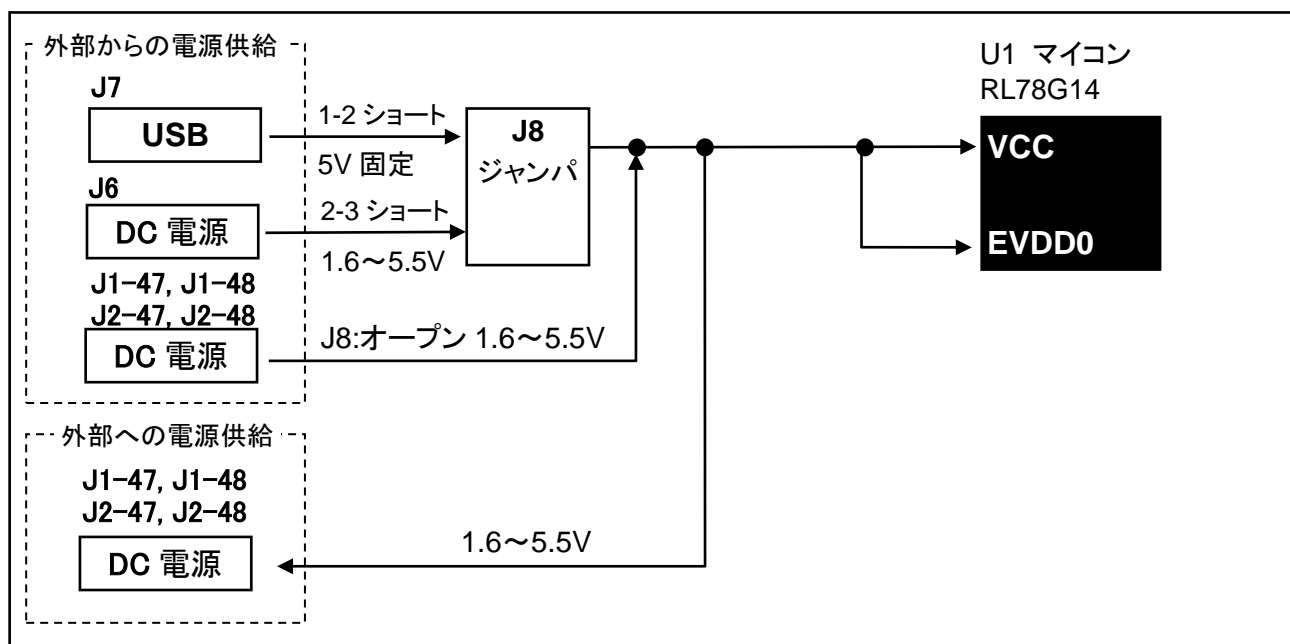 外部からの電源供給
J7
USB
1-2 ショート
5V 固定
J6
DC 電源
2-3 ショート
1.6～5.5V
J8
ジャンパ
J1-47, J1-48
J2-47, J2-48
DC 電源
J8:オープン 1.6～5.5V
U1 マイコン
RL78G14
VCC
EVDD0
外部への電源供給
J1-47, J1-48
J2-47, J2-48
DC 電源
1.6～5.5V